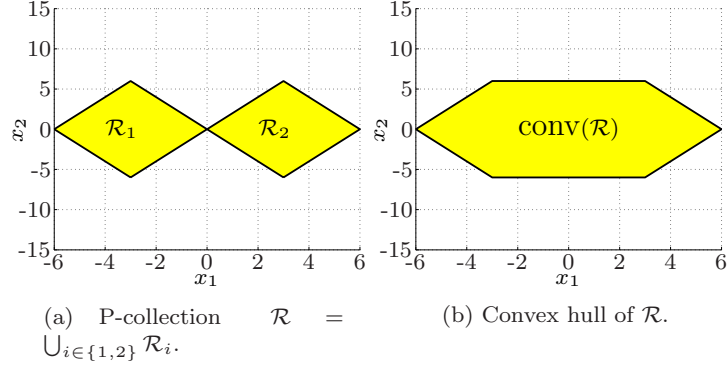 15
10
5
0
-5
-10
-15
-6
-4
-2
0
2
4
6
x₂
x₁
ℛ₁
ℛ₂
(a) P-collection ℛ =
⋃i∈{1,2} ℛi.
15
10
5
0
-5
-10
-15
-6
-4
-2
0
2
4
6
x₂
x₁
conv(ℛ)
(b) Convex hull of ℛ.